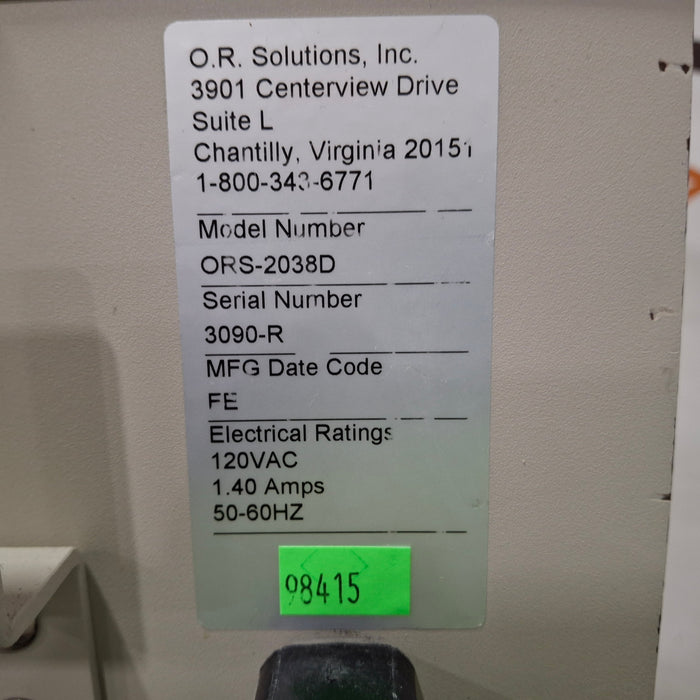 O.R. Solutions, Inc.
3901 Centerview Drive
Suite L
Chantilly, Virginia 20151
1-800-343-6771
Model Number
ORS-2038D
Serial Number
3090-R
MFG Date Code
FE
Electrical Ratings
120VAC
1.40 Amps
50-60HZ
98415